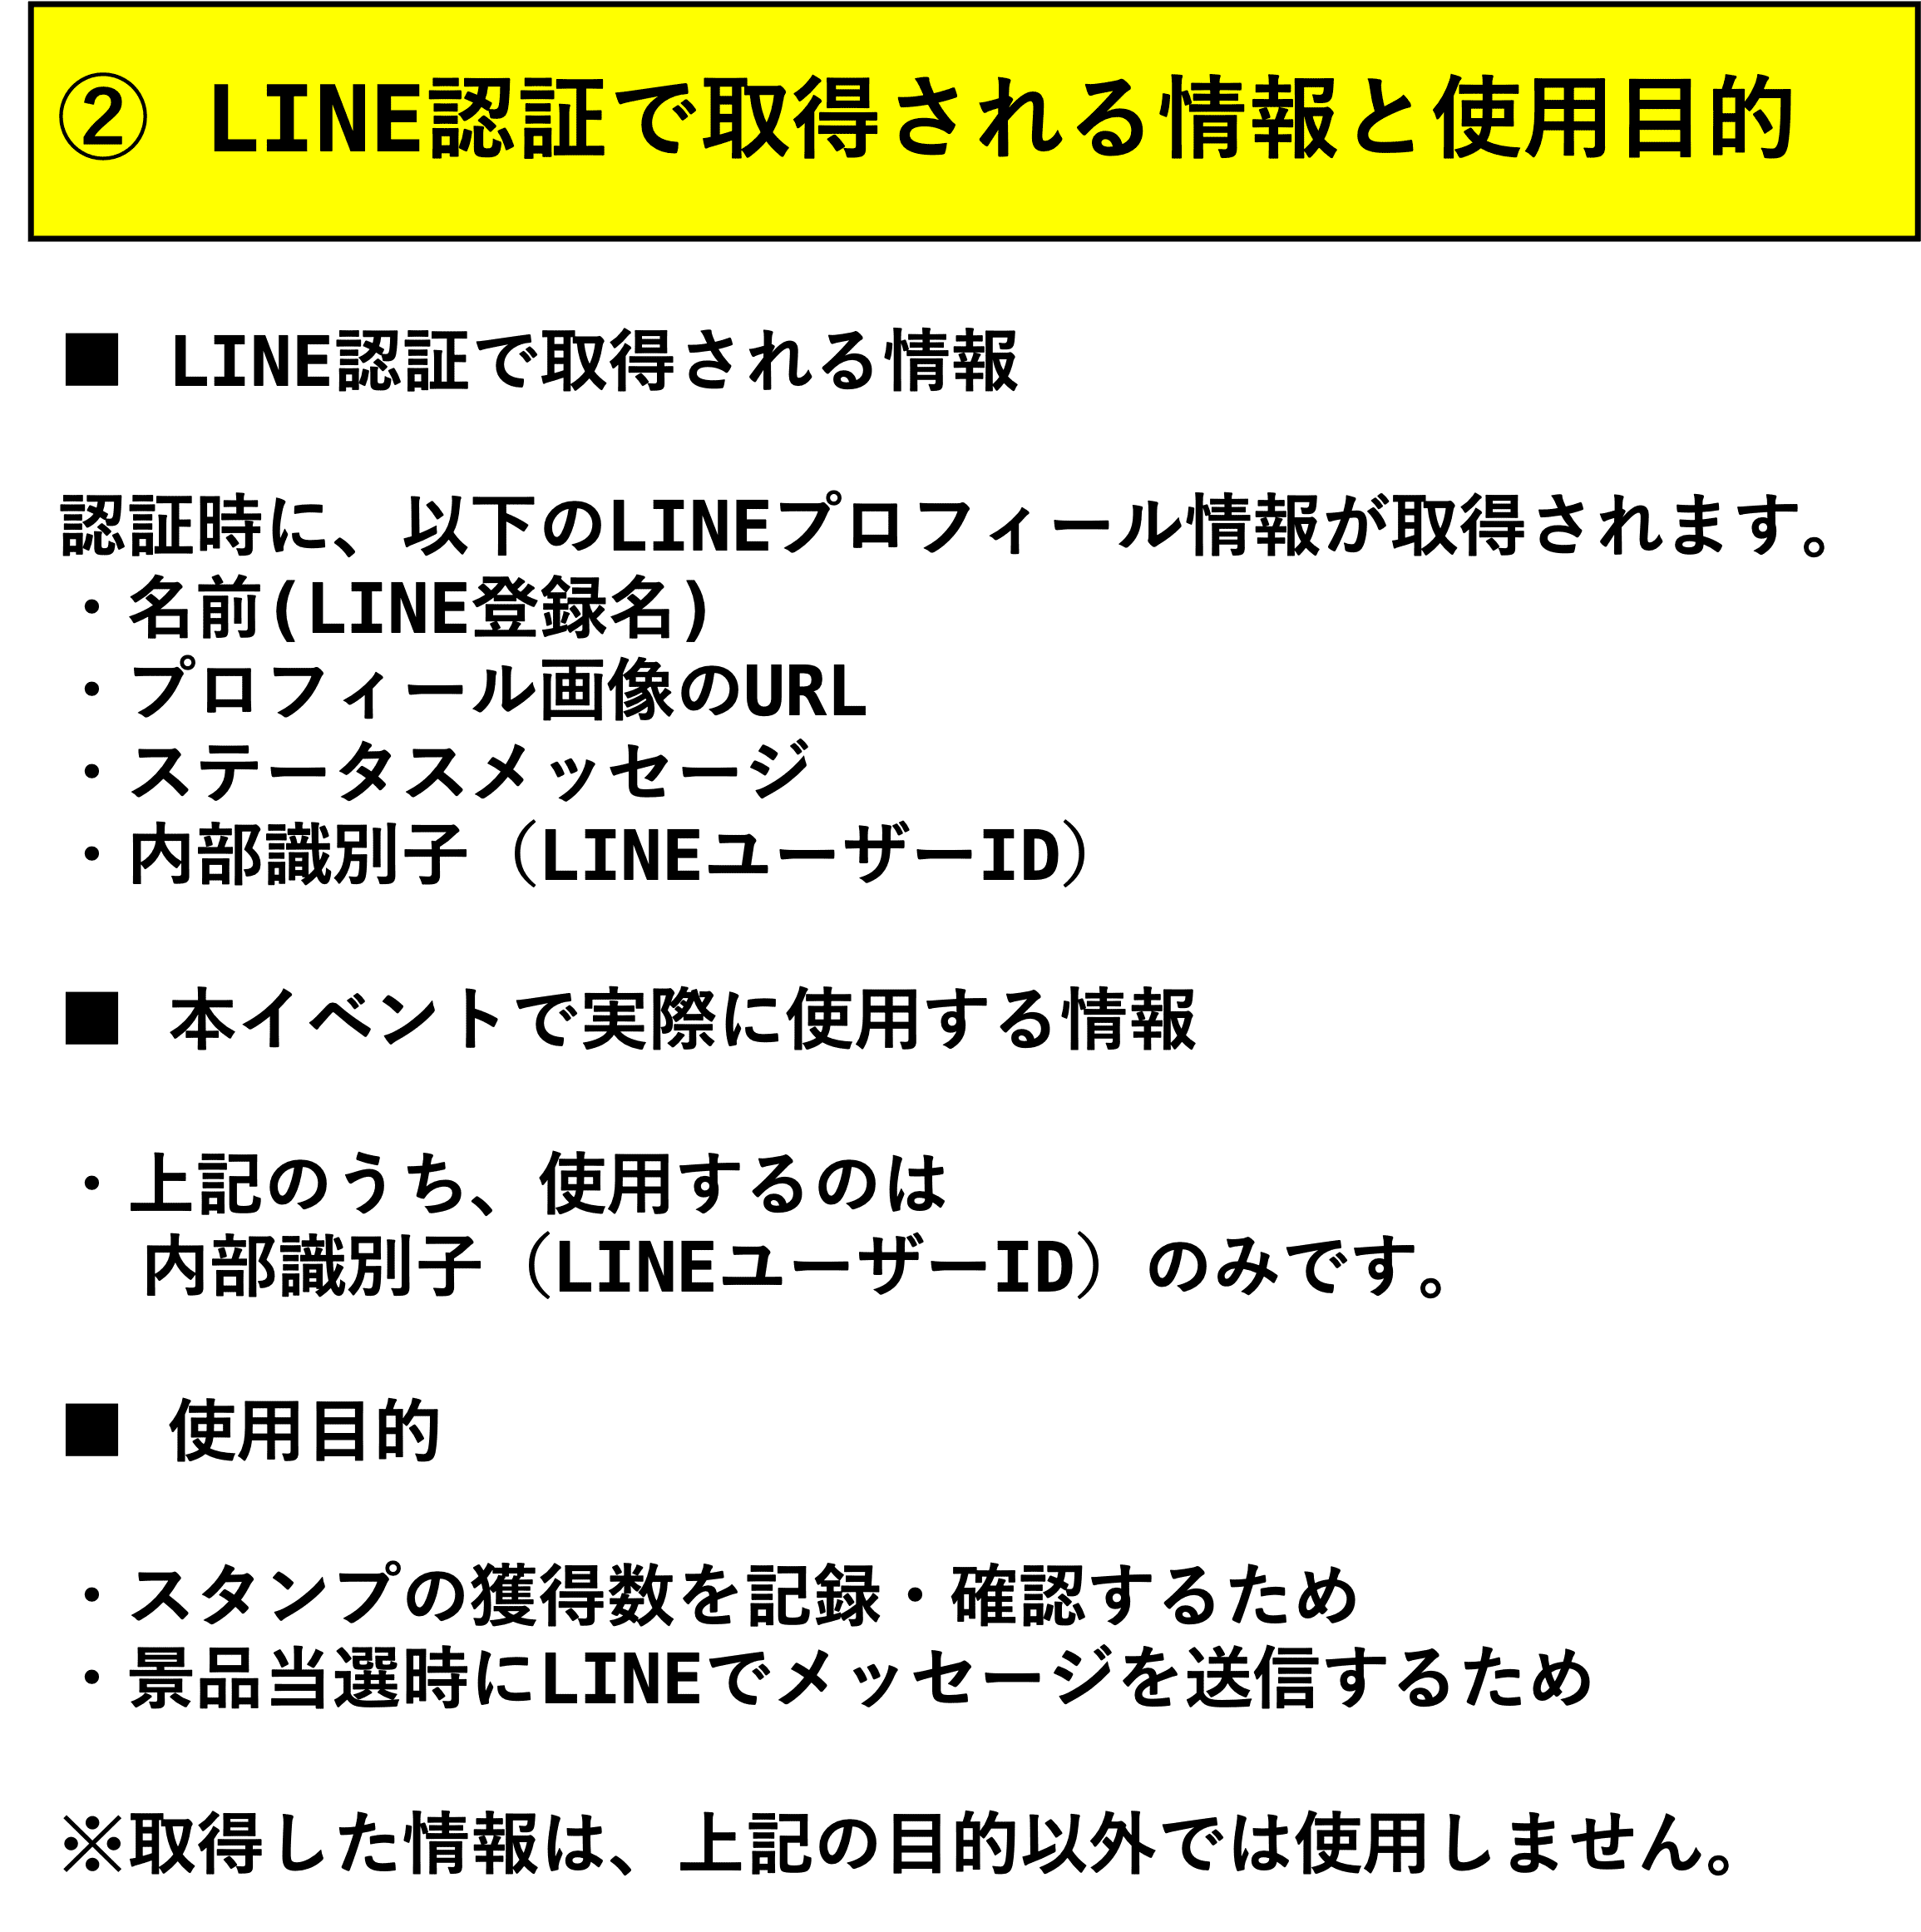 ② LINE認証で取得される情報と使用目的
■ LINE認証で取得される情報
認証時に、以下のLINEプロフィール情報が取得されます。
・名前(LINE登録名)
・プロフィール画像のURL
・ステータスメッセージ
・内部識別子（LINEユーザーID）
■ 本イベントで実際に使用する情報
・上記のうち、使用するのは
内部識別子（LINEユーザーID）のみです。
■ 使用目的
・スタンプの獲得数を記録・確認するため
・景品当選時にLINEでメッセージを送信するため
※取得した情報は、上記の目的以外では使用しません。